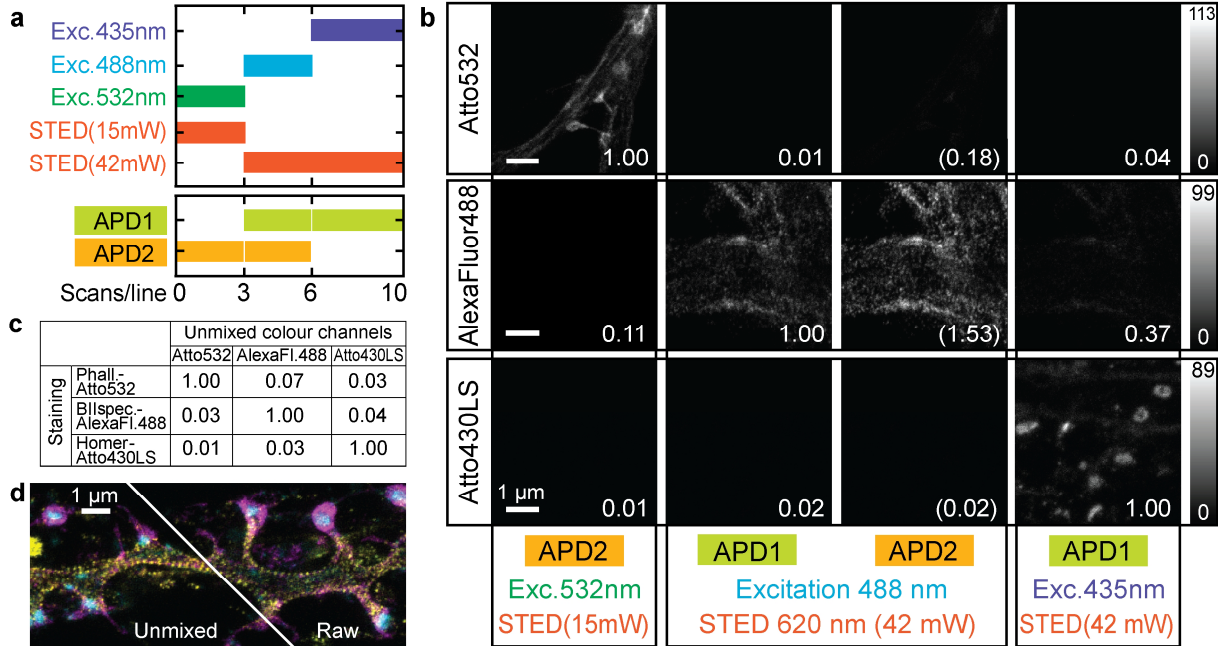 a
Exc.435nm
Exc.488nm
Exc.532nm
STED(15mW)
STED(42mW)
APD1
APD2
Scans/line 0 3 6 10
b
Atto532
1.00
0.01
(0.18)
0.04
113
0
AlexaFluor488
0.11
1.00
(1.53)
0.37
99
0
Atto430LS
1 µm
0.01
0.02
(0.02)
1.00
89
0
APD2
APD1
APD2
APD1
Exc.532nm
Excitation 488 nm
Exc.435nm
STED(15mW)
STED 620 nm (42 mW)
STED(42 mW)
c
Unmixed colour channels
Atto532 AlexaFl.488 Atto430LS
Staining
Phall.-
Atto532
1.00 0.07 0.03
BIIspec.-
AlexaFl.488
0.03 1.00 0.04
Homer-
Atto430LS
0.01 0.03 1.00
d
1 µm
Unmixed
Raw